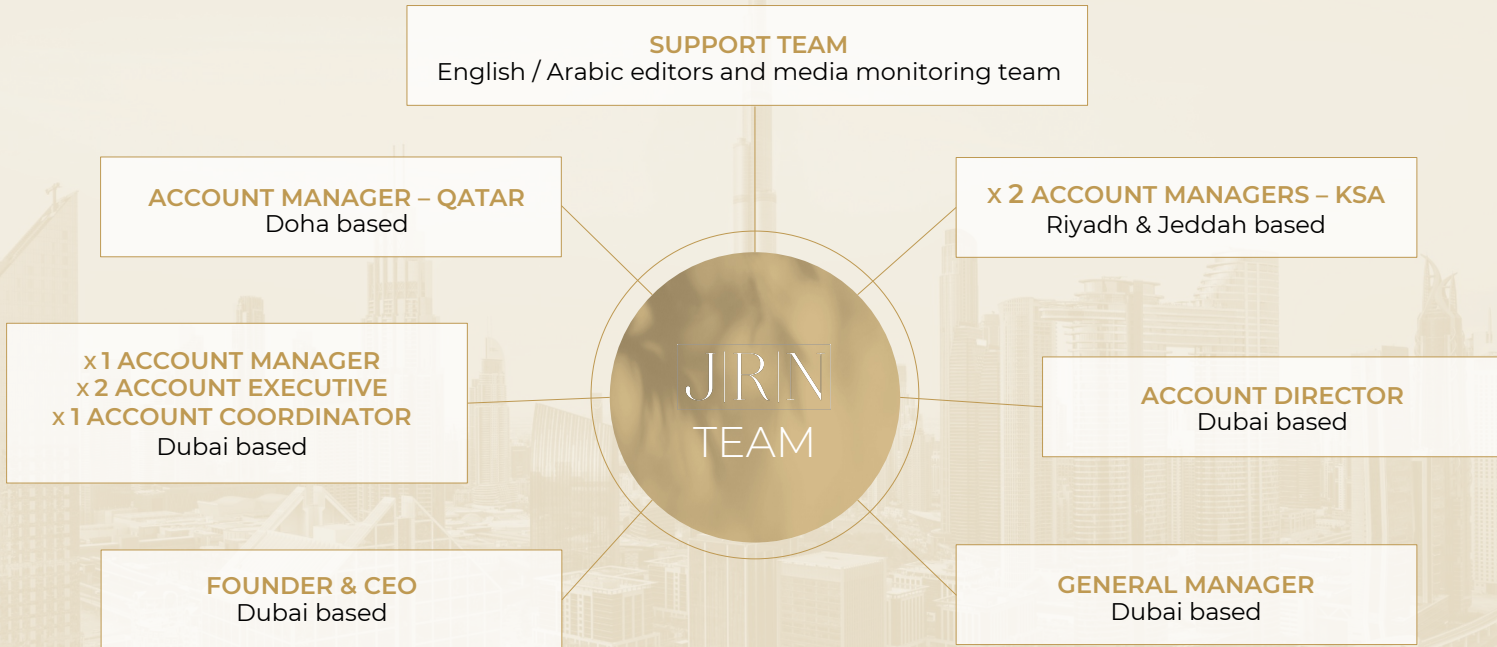 SUPPORT TEAM
English / Arabic editors and media monitoring team
ACCOUNT MANAGER – QATAR
Doha based
x 2 ACCOUNT MANAGERS – KSA
Riyadh & Jeddah based
x 1 ACCOUNT MANAGER
x 2 ACCOUNT EXECUTIVE
x 1 ACCOUNT COORDINATOR
Dubai based
JRN
TEAM
ACCOUNT DIRECTOR
Dubai based
FOUNDER & CEO
Dubai based
GENERAL MANAGER
Dubai based